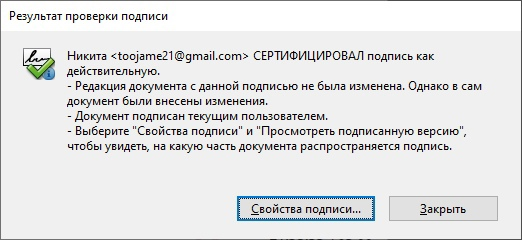 Результат проверки подписи
Никита <toojame21@gmail.com> СЕРТИФИЦИРОВАЛ подпись как
действительную.
- Редакция документа с данной подписью не была изменена. Однако в сам
документ были внесены изменения.
- Документ подписан текущим пользователем.
- Выберите "Свойства подписи" и "Просмотреть подписанную версию",
чтобы увидеть, на какую часть документа распространяется подпись.
Свойства подписи... Закрыть